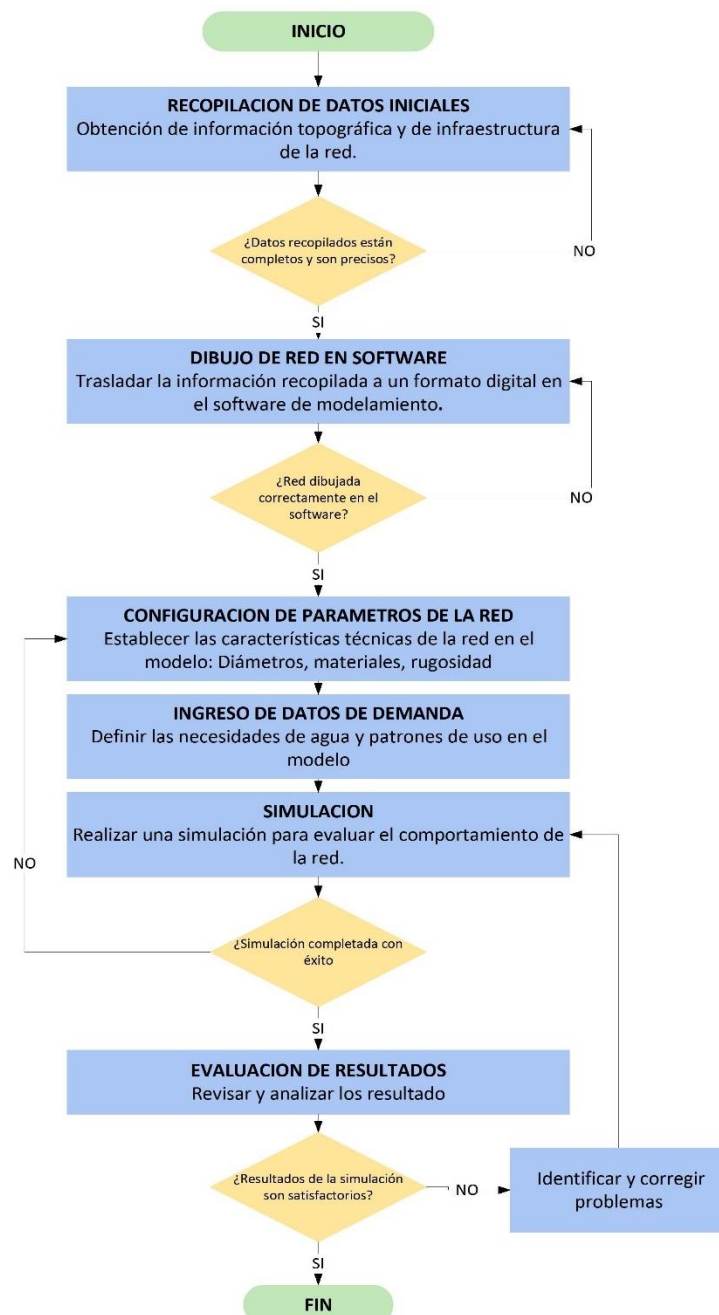 INICIO
RECOPILACION DE DATOS INICIALES
Obtención de información topográfica y de infraestructura
de la red.
¿Datos recopilados están
completos y son precisos?
NO
SI
DIBUJO DE RED EN SOFTWARE
Trasladar la información recopilada a un formato digital en
el software de modelamiento.
¿Red dibujada
correctamente en el
software?
NO
SI
CONFIGURACION DE PARAMETROS DE LA RED
Establecer las características técnicas de la red en el
modelo: Diámetros, materiales, rugosidad
INGRESO DE DATOS DE DEMANDA
Definir las necesidades de agua y patrones de uso en el
modelo
SIMULACION
Realizar una simulación para evaluar el comportamiento de
la red.
NO
¿Simulación completada con
éxito
SI
EVALUACION DE RESULTADOS
Revisar y analizar los resultado
¿Resultados de la simulación
son satisfactorios?
NO
Identificar y corregir
problemas
SI
FIN